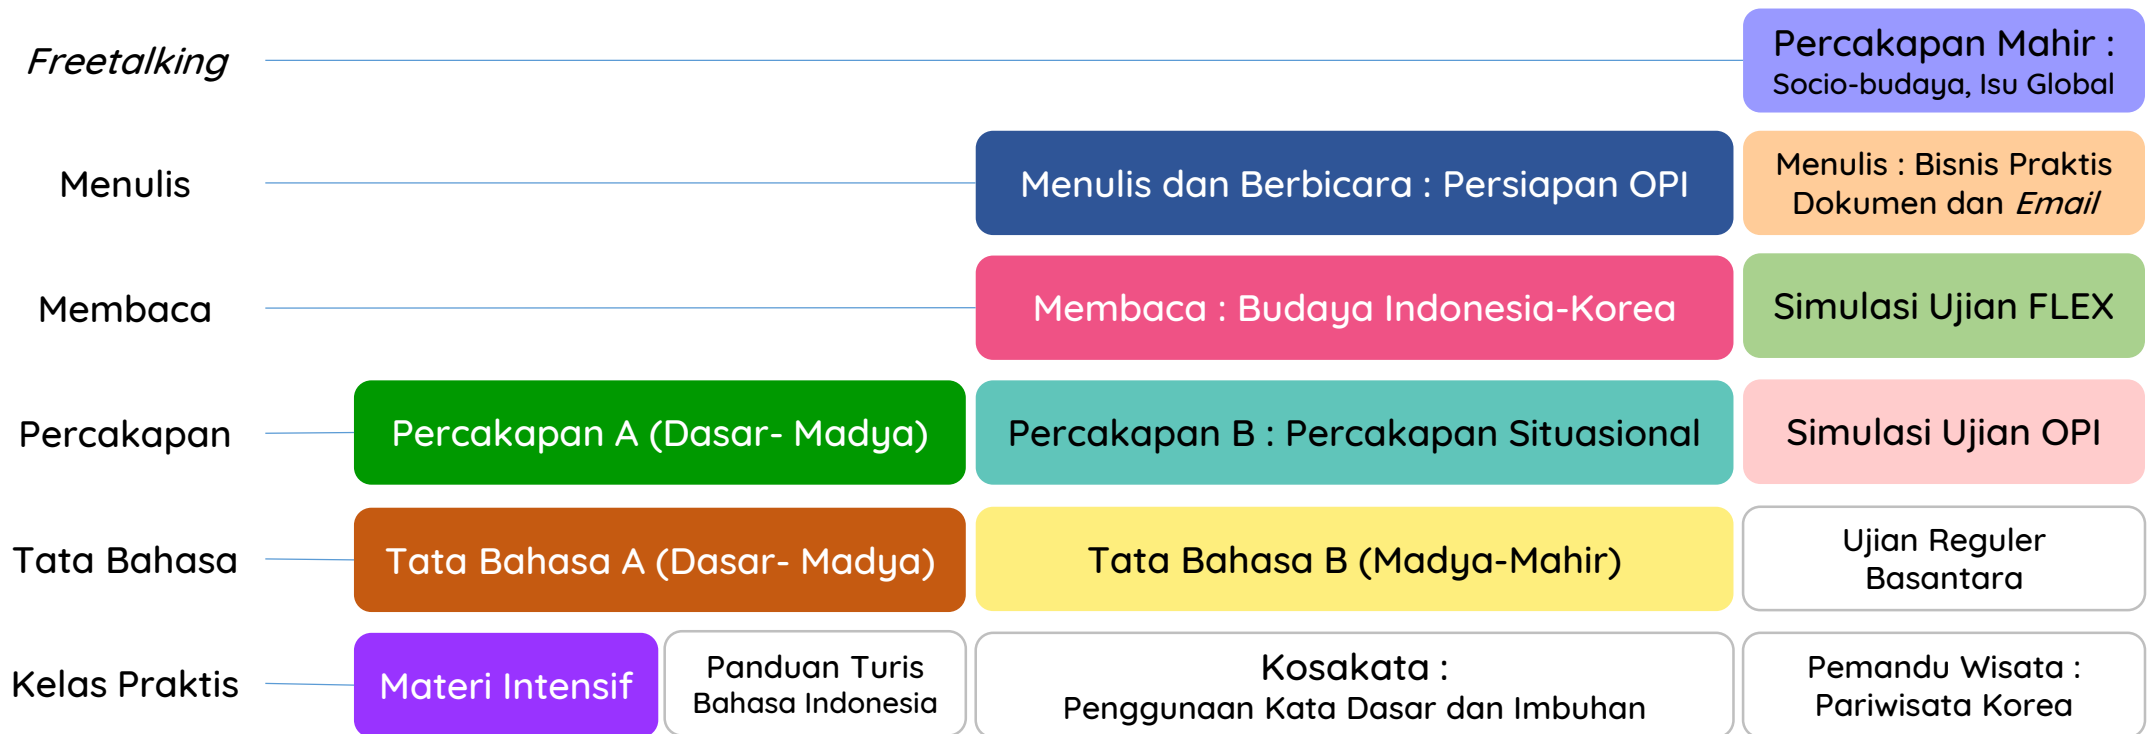 Freetalking
Percakapan Mahir :
Socio-budaya, Isu Global
Menulis
Menulis dan Berbicara : Persiapan OPI
Menulis : Bisnis Praktis
Dokumen dan Email
Membaca
Membaca : Budaya Indonesia-Korea
Simulasi Ujian FLEX
Percakapan
Percakapan A (Dasar- Madya)
Percakapan B : Percakapan Situasional
Simulasi Ujian OPI
Tata Bahasa
Tata Bahasa A (Dasar- Madya)
Tata Bahasa B (Madya-Mahir)
Ujian Reguler
Basantara
Kelas Praktis
Materi Intensif
Panduan Turis
Bahasa Indonesia
Kosakata :
Penggunaan Kata Dasar dan Imbuhan
Pemandu Wisata :
Pariwisata Korea